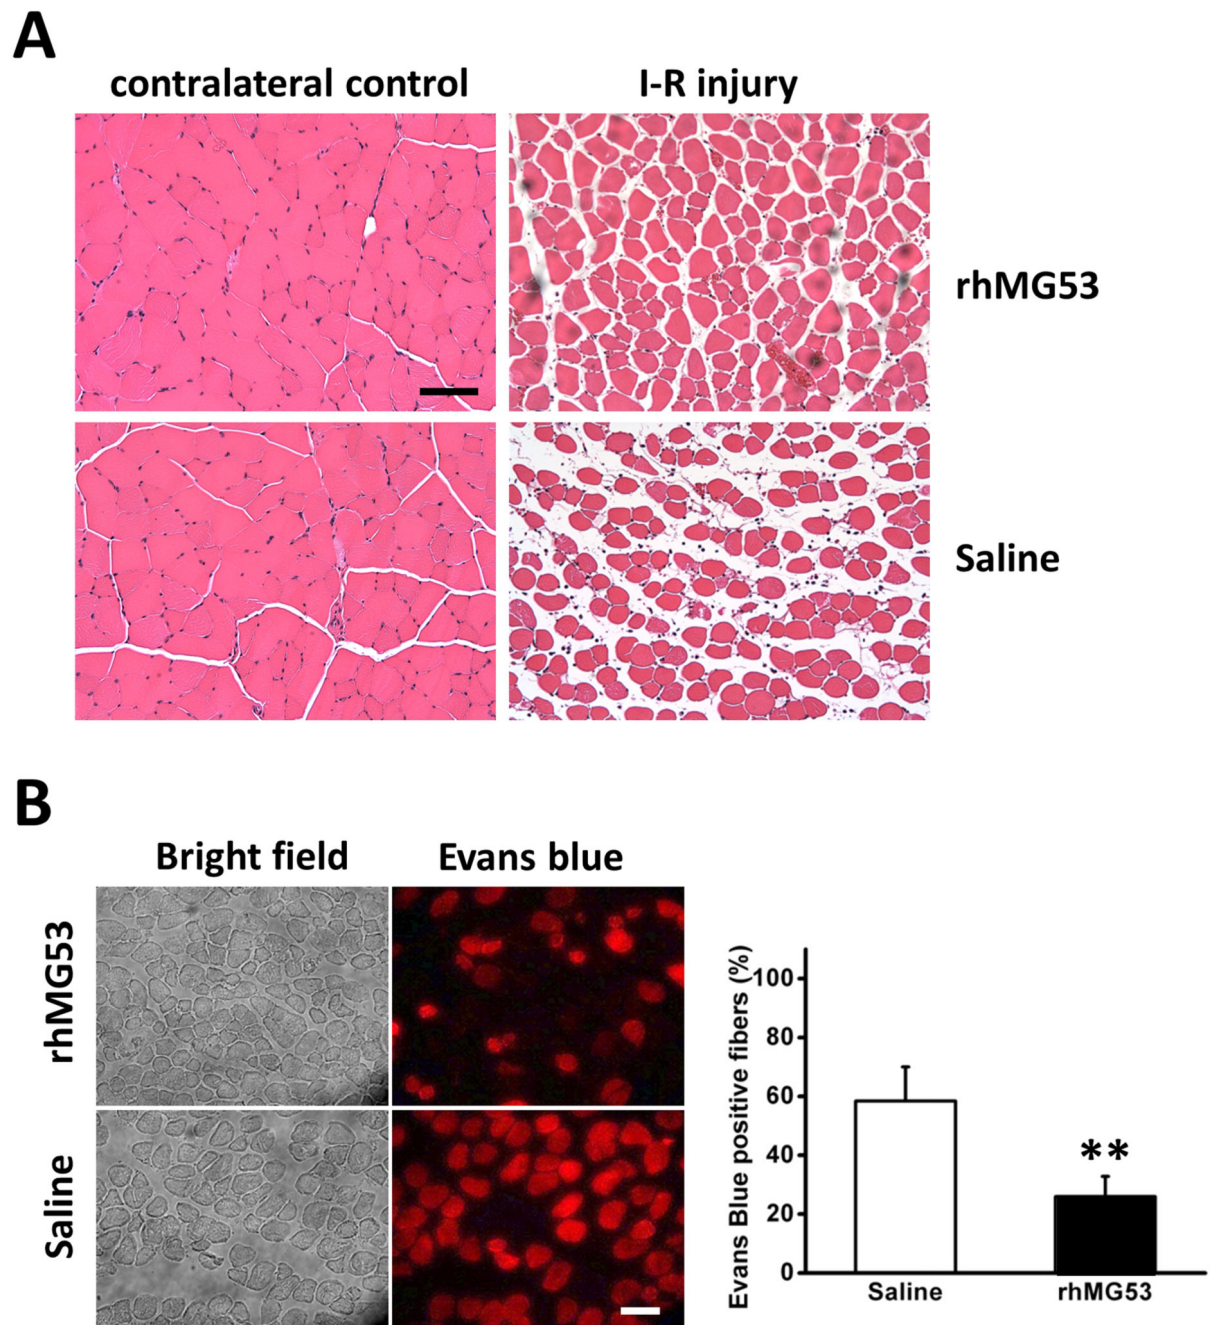 A
contralateral control
I-R injury
rhMG53
Saline
B
Bright field
Evans blue
rhMG53
Saline
Evans Blue positive fibers (%)
100
80
60
40
20
0
**
Saline
rhMG53